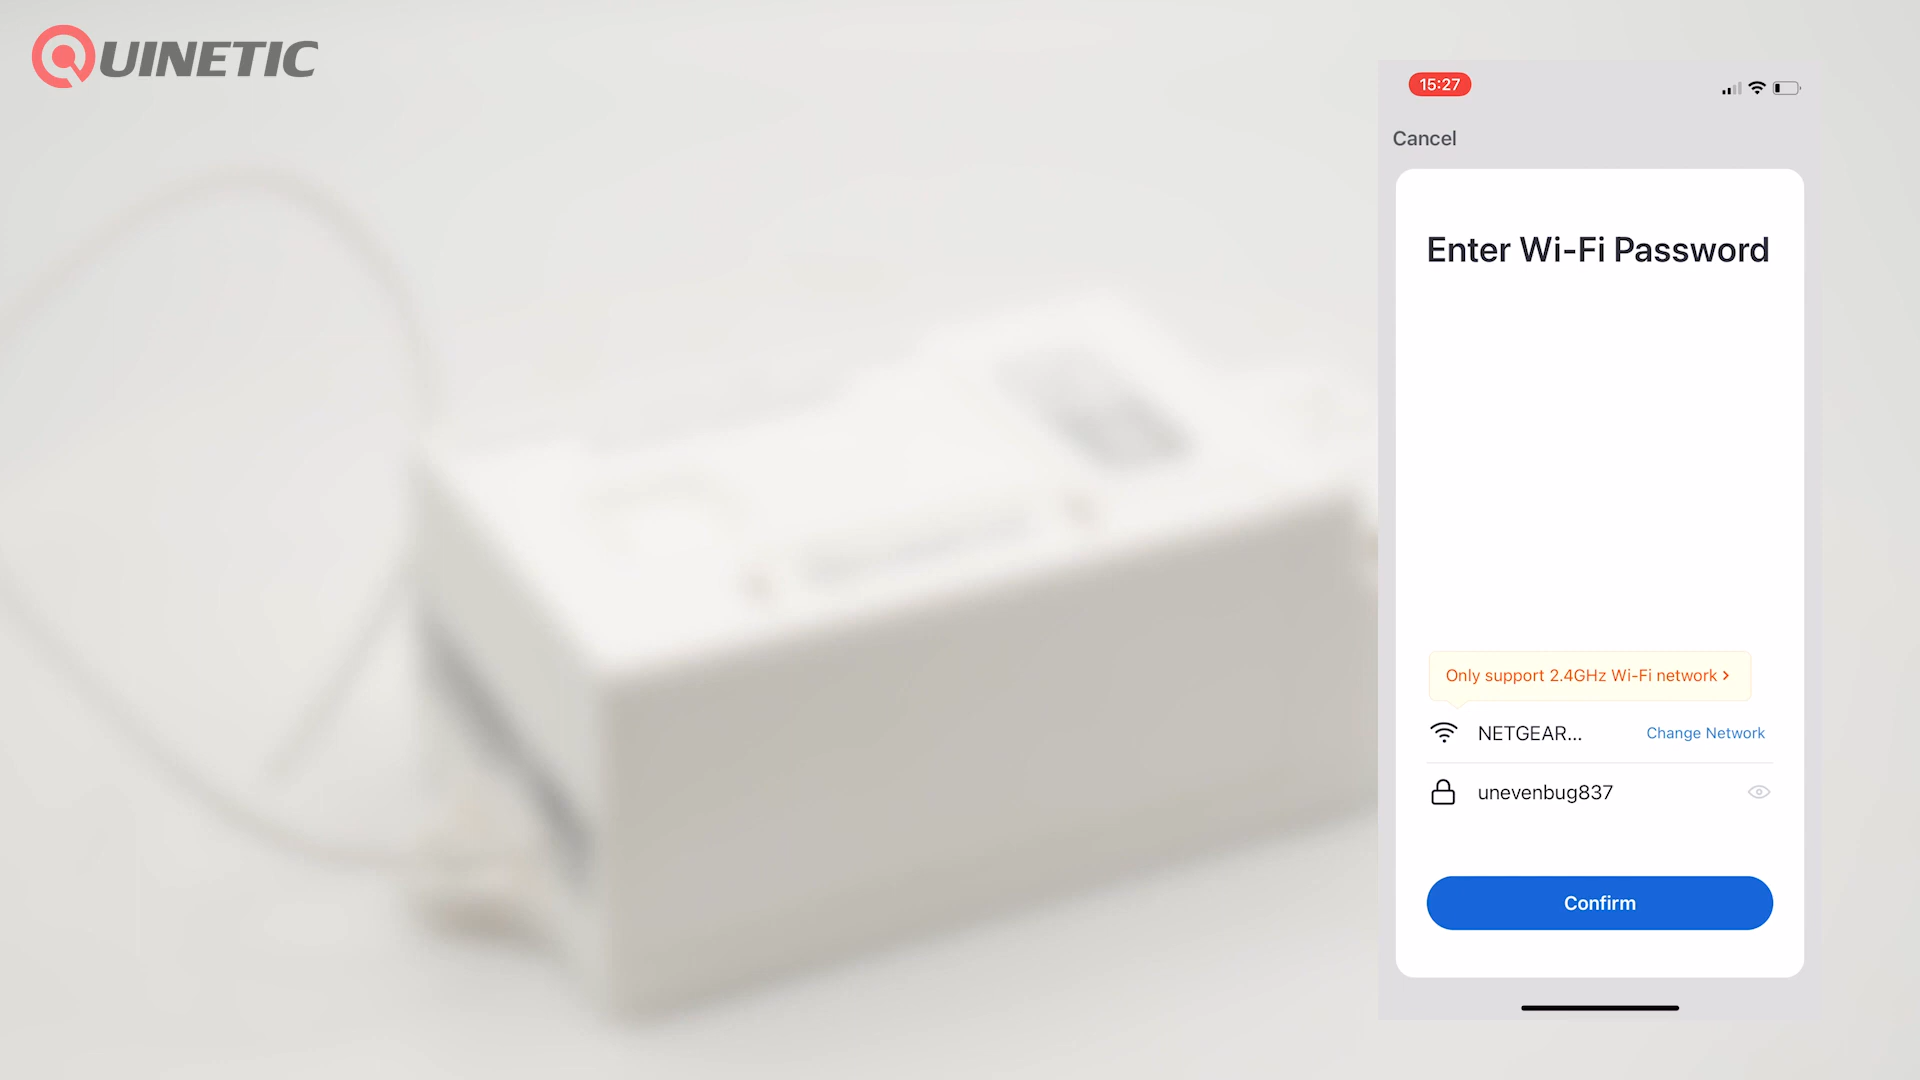 QUINETIC
15:27
Cancel
Enter Wi-Fi Password
Only support 2.4GHz Wi-Fi network >
NETGEAR...
Change Network
unevenbug837
Confirm